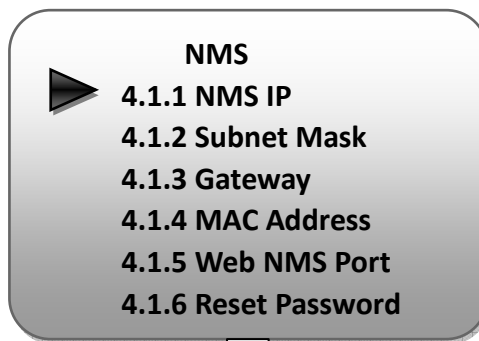 NMS
4.1.1 NMS IP
4.1.2 Subnet Mask
4.1.3 Gateway
4.1.4 MAC Address
4.1.5 Web NMS Port
4.1.6 Reset Password